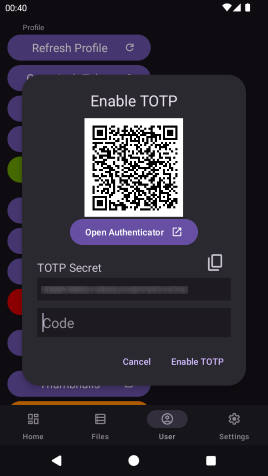 00:40
Profile
Refresh Profile
Enable TOTP
Open Authenticator
TOTP Secret
Code
Cancel Enable TOTP
Thumbnails
Home Files User Settings